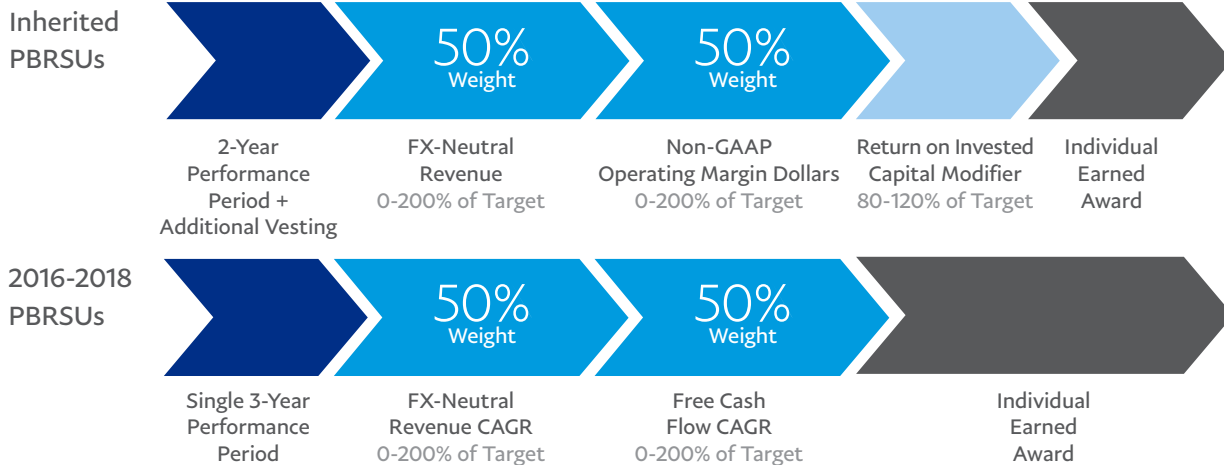 Inherited
PBRSUs
50%
Weight
50%
Weight
2-Year
Performance
Period +
Additional Vesting
FX-Neutral
Revenue
0-200% of Target
Non-GAAP
Operating Margin Dollars
0-200% of Target
Return on Invested
Capital Modifier
80-120% of Target
Individual
Earned
Award
2016-2018
PBRSUs
50%
Weight
50%
Weight
Single 3-Year
Performance
Period
FX-Neutral
Revenue CAGR
0-200% of Target
Free Cash
Flow CAGR
0-200% of Target
Individual
Earned
Award